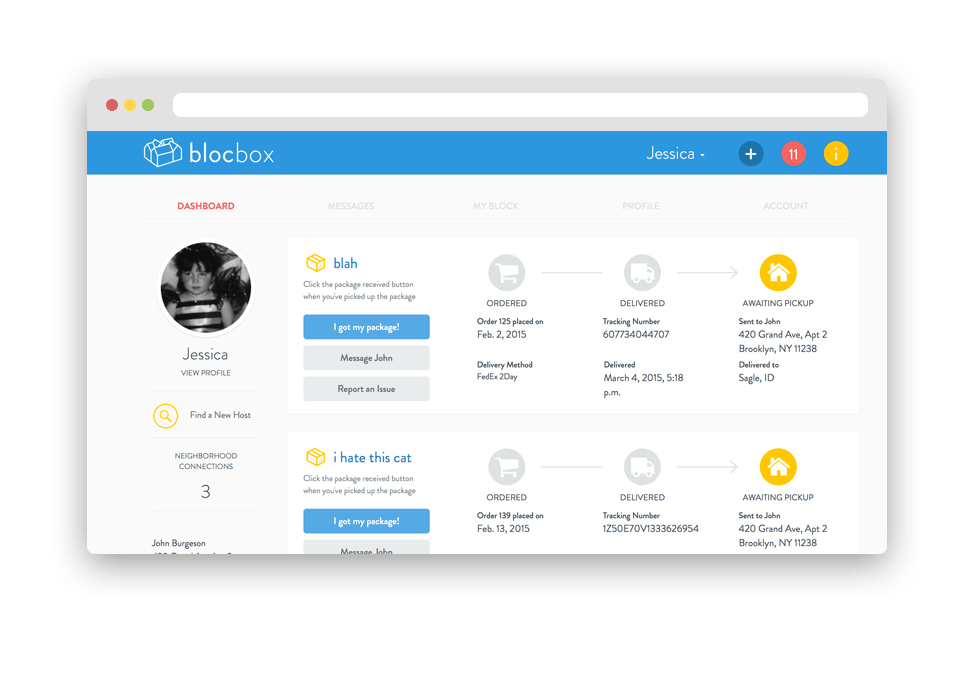 blocbox
Jessica
+
11
i
DASHBOARD
MESSAGES
MY BLOCK
PROFILE
ACCOUNT
Jessica
VIEW PROFILE
Find a New Host
NEIGHBORHOOD
CONNECTIONS
3
John Burgeson
blah
Click the package received button
when you've picked up the package
I got my package!
Message John
Report an Issue
ORDERED
Order 125 placed on
Feb. 2, 2015
Delivery Method
FedEx 2Day
DELIVERED
Tracking Number
607734044707
Delivered
March 4, 2015, 5:18
p.m.
AWAITING PICKUP
Sent to John
420 Grand Ave, Apt 2
Brooklyn, NY 11238
Delivered to
Sagle, ID
i hate this cat
Click the package received button
when you've picked up the package
I got my package!
Message John
ORDERED
Order 139 placed on
Feb. 13, 2015
DELIVERED
Tracking Number
1Z50E70V1333626954
AWAITING PICKUP
Sent to John
420 Grand Ave, Apt 2
Brooklyn, NY 11238